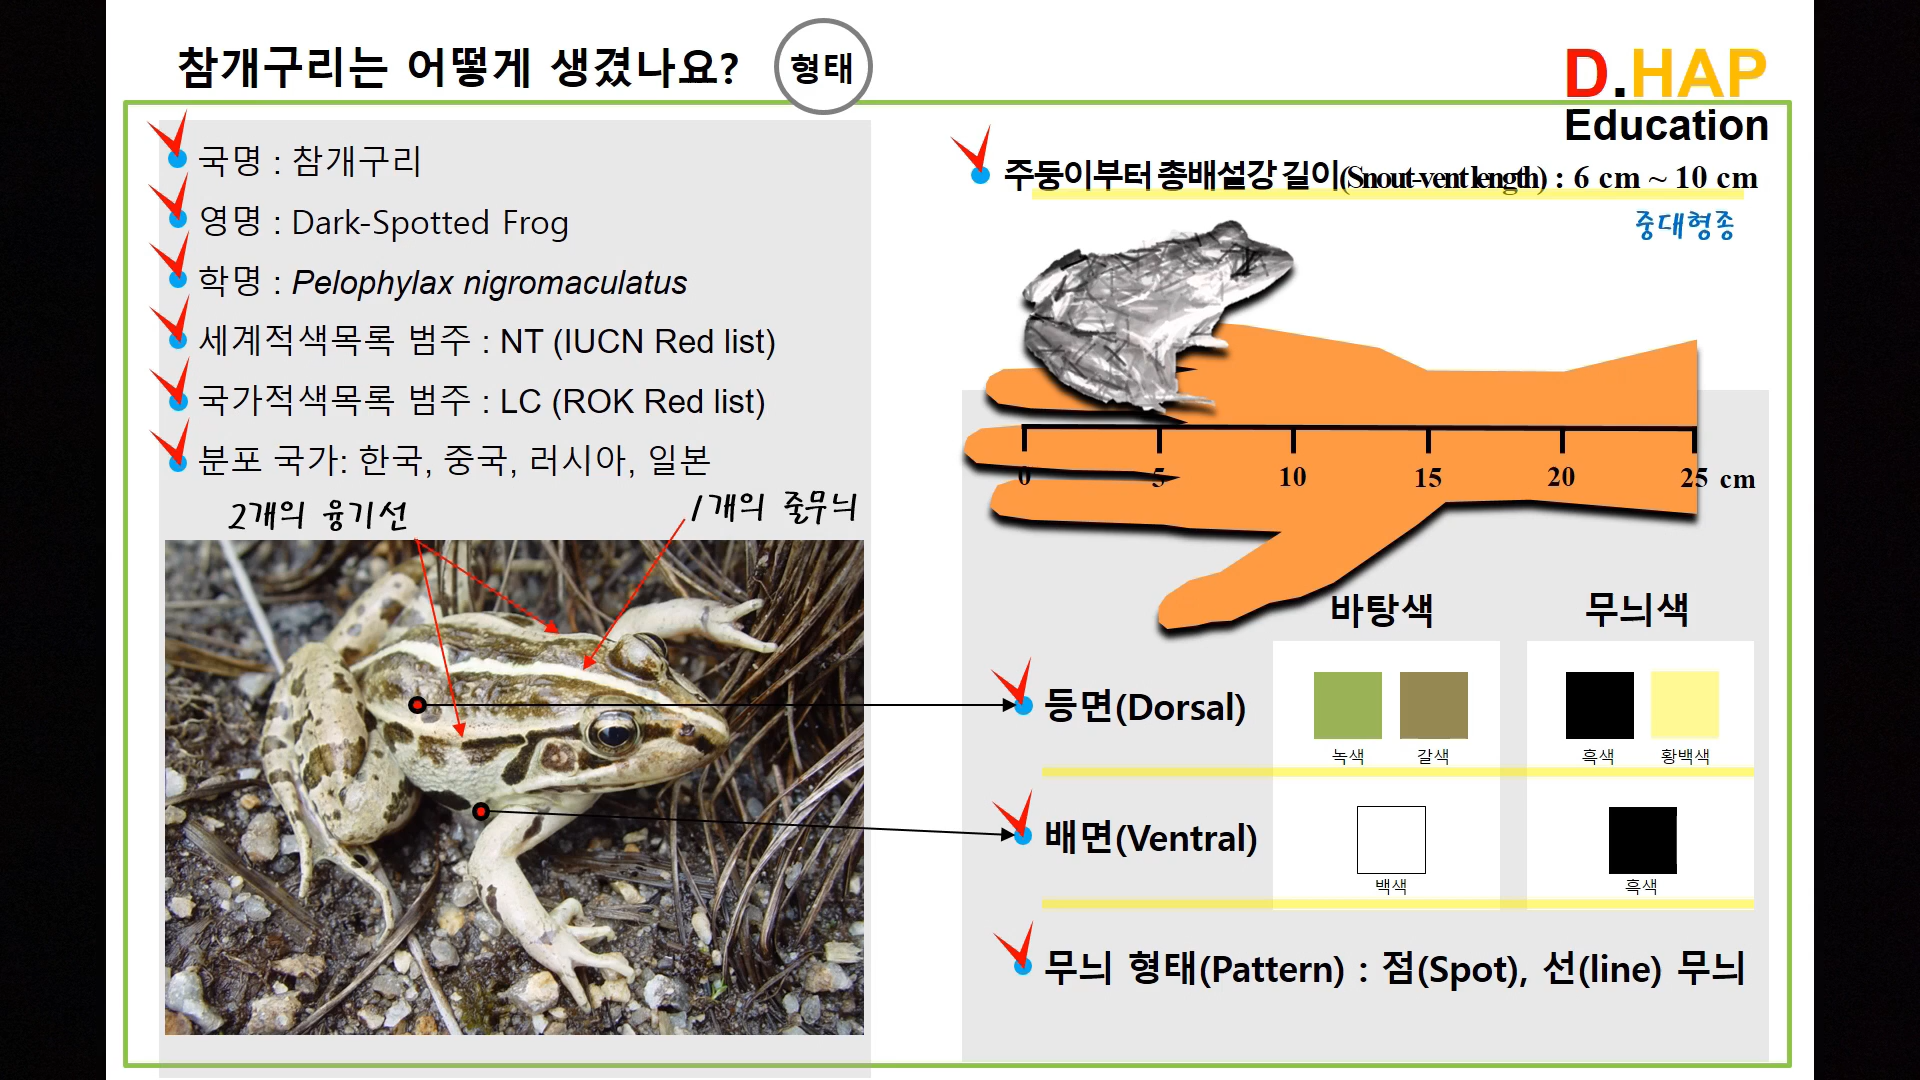 참개구리는 어떻게 생겼나요?
형태
D.HAP
Education
국명 : 참개구리
영명 : Dark-Spotted Frog
학명 : Pelophylax nigromaculatus
세계적색목록 범주 : NT (IUCN Red list)
국가적색목록 범주 : LC (ROK Red list)
분포 국가: 한국, 중국, 러시아, 일본
2개의 융기선
1개의 줄무늬
주둥이부터 총배설강 길이(Snout-vent length) : 6 cm ~ 10 cm
중대형종
0 5 10 15 20 25 cm
바탕색 무늬색
등면(Dorsal)
녹색 갈색 흑색 황백색
배면(Ventral)
백색 흑색
무늬 형태(Pattern) : 점(Spot), 선(line) 무늬